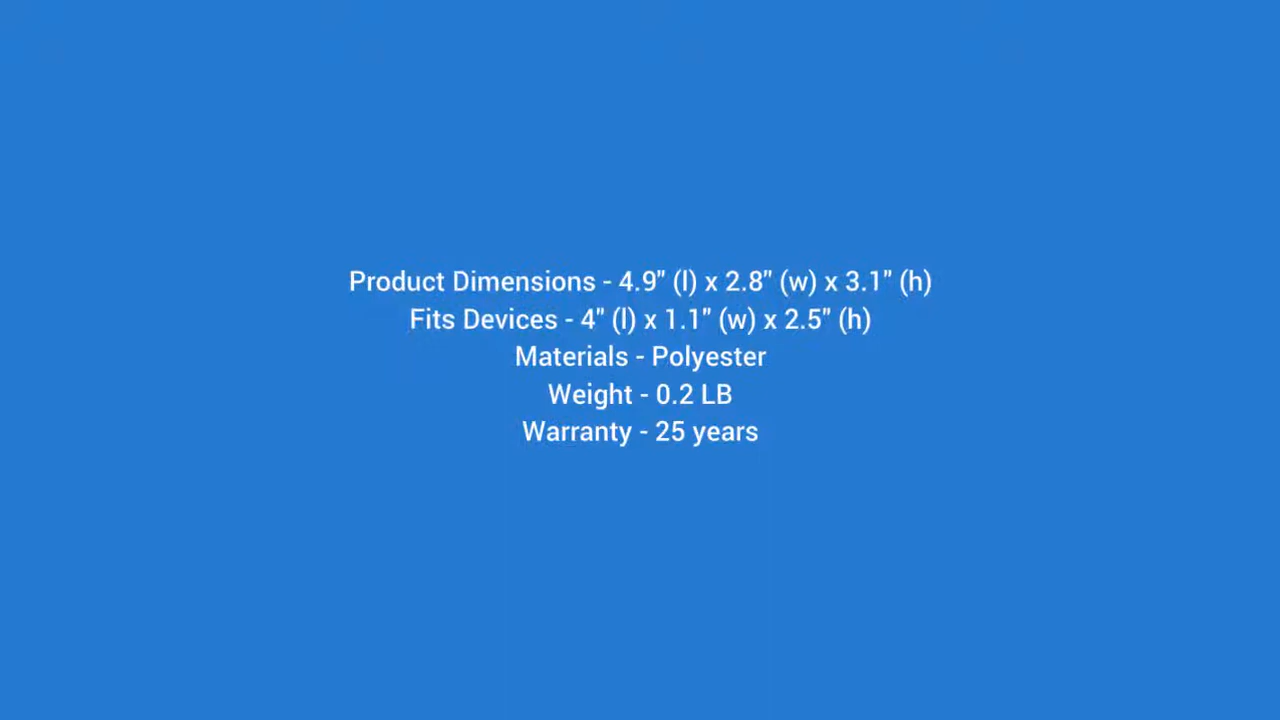 Product Dimensions - 4.9" (l) x 2.8" (w) x 3.1" (h)
Fits Devices - 4" (l) x 1.1" (w) x 2.5" (h)
Materials - Polyester
Weight - 0.2 LB
Warranty - 25 years